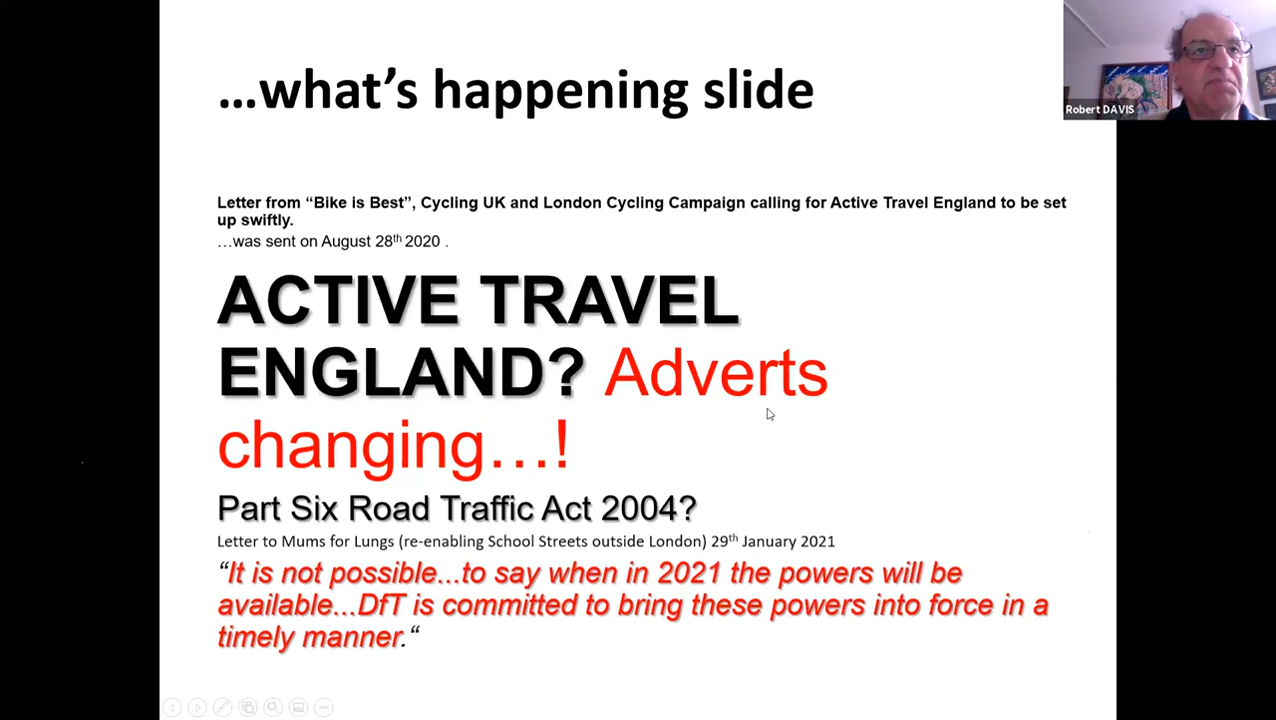 ...what's happening slide
Robert DAVIS
Letter from “Bike is Best”, Cycling UK and London Cycling Campaign calling for Active Travel England to be set
up swiftly.
...was sent on August 28th 2020 .
ACTIVE TRAVEL
ENGLAND? Adverts
changing...!
Part Six Road Traffic Act 2004?
Letter to Mums for Lungs (re-enabling School Streets outside London) 29th January 2021
“It is not possible...to say when in 2021 the powers will be
available...DfT is committed to bring these powers into force in a
timely manner.“